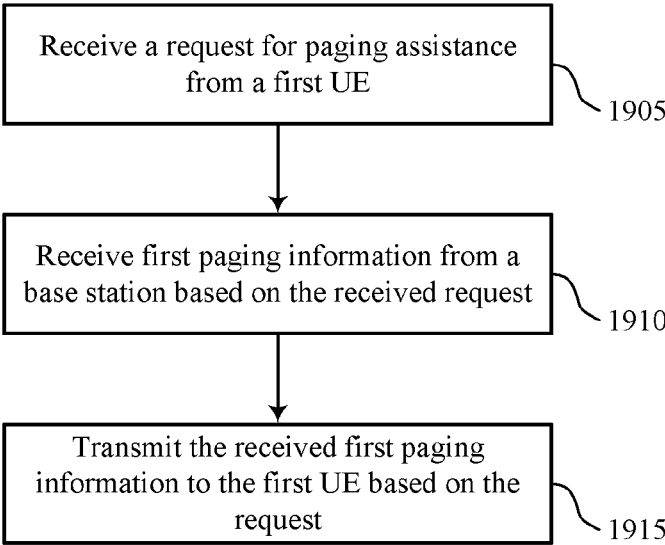 Receive a request for paging assistance
from a first UE
1905
Receive first paging information from a
base station based on the received request
1910
Transmit the received first paging
information to the first UE based on the
request
1915